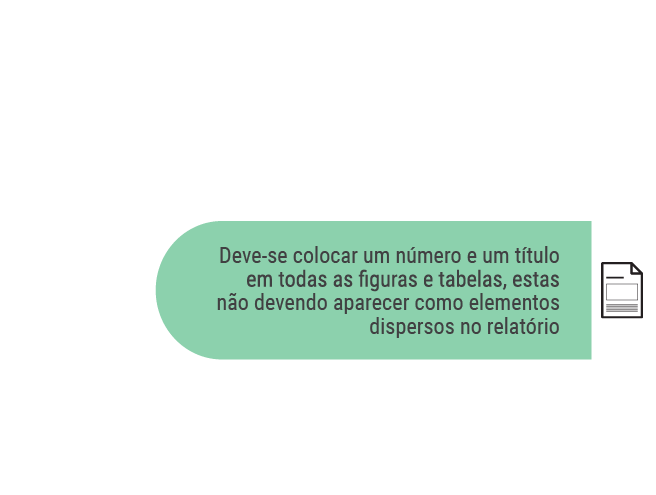 Deve-se colocar um número e um título
em todas as figuras e tabelas, estas
não devendo aparecer como elementos
dispersos no relatório